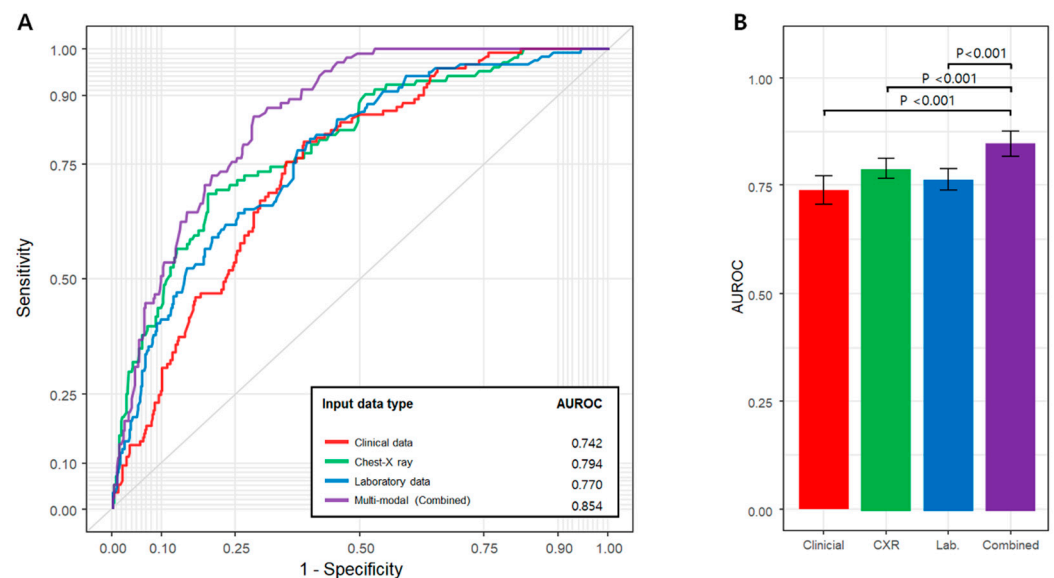 A
Sensitivity
1.00
0.90
0.75
0.50
0.25
0.10
0.00
Input data type AUROC
Clinical data 0.742
Chest-X ray 0.794
Laboratory data 0.770
Multi-modal (Combined) 0.854
0.00 0.10 0.25 0.50 0.75 0.90 1.00
1 - Specificity
B
AUROC
1.00
0.75
0.50
0.25
0.00
P<0.001
P <0.001
P <0.001
Clinicial CXR Lab. Combined